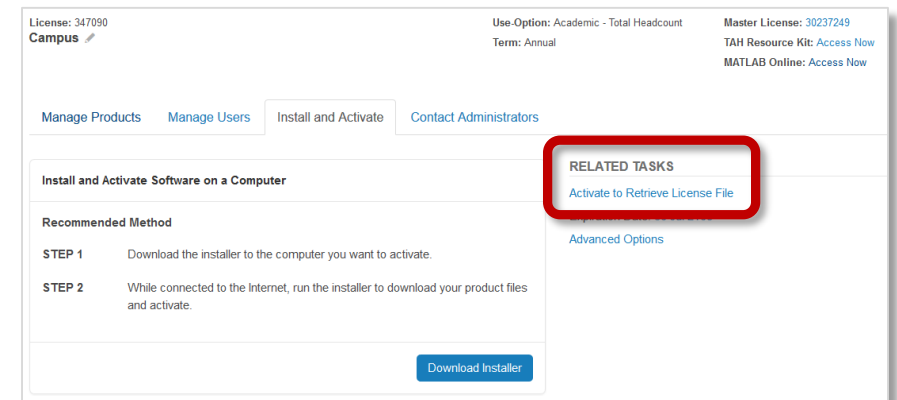 License: 347090
Campus
Use-Option: Academic - Total Headcount
Term: Annual
Master License: 30237249
TAH Resource Kit: Access Now
MATLAB Online: Access Now
Manage Products
Manage Users
Install and Activate
Contact Administrators
Install and Activate Software on a Computer
Recommended Method
STEP 1 Download the installer to the computer you want to activate.
STEP 2 While connected to the Internet, run the installer to download your product files
and activate.
Download Installer
RELATED TASKS
Activate to Retrieve License File
Advanced Options